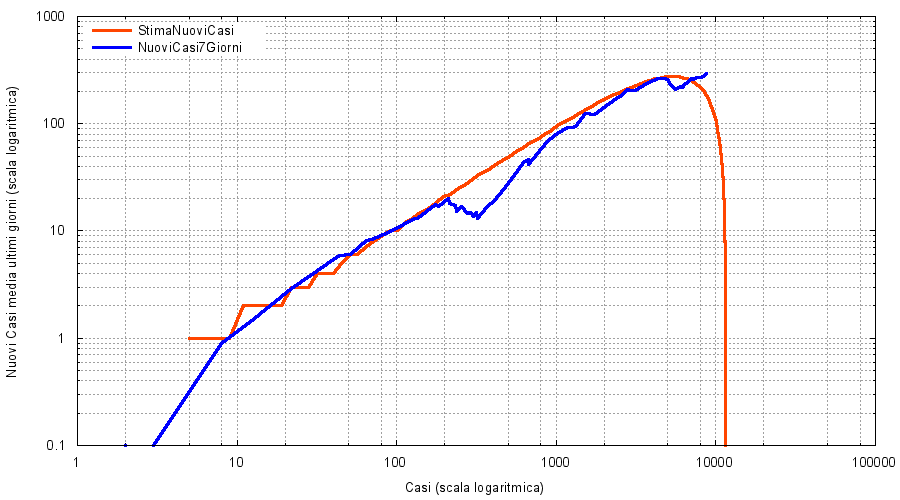 1000
StimaNuoviCasi
NuoviCasi7Giorni
100
10
1
0.1
Nuovi Casi media ultimi giorni (scala logaritmica)
1 10 100 1000 10000 100000
Casi (scala logaritmica)